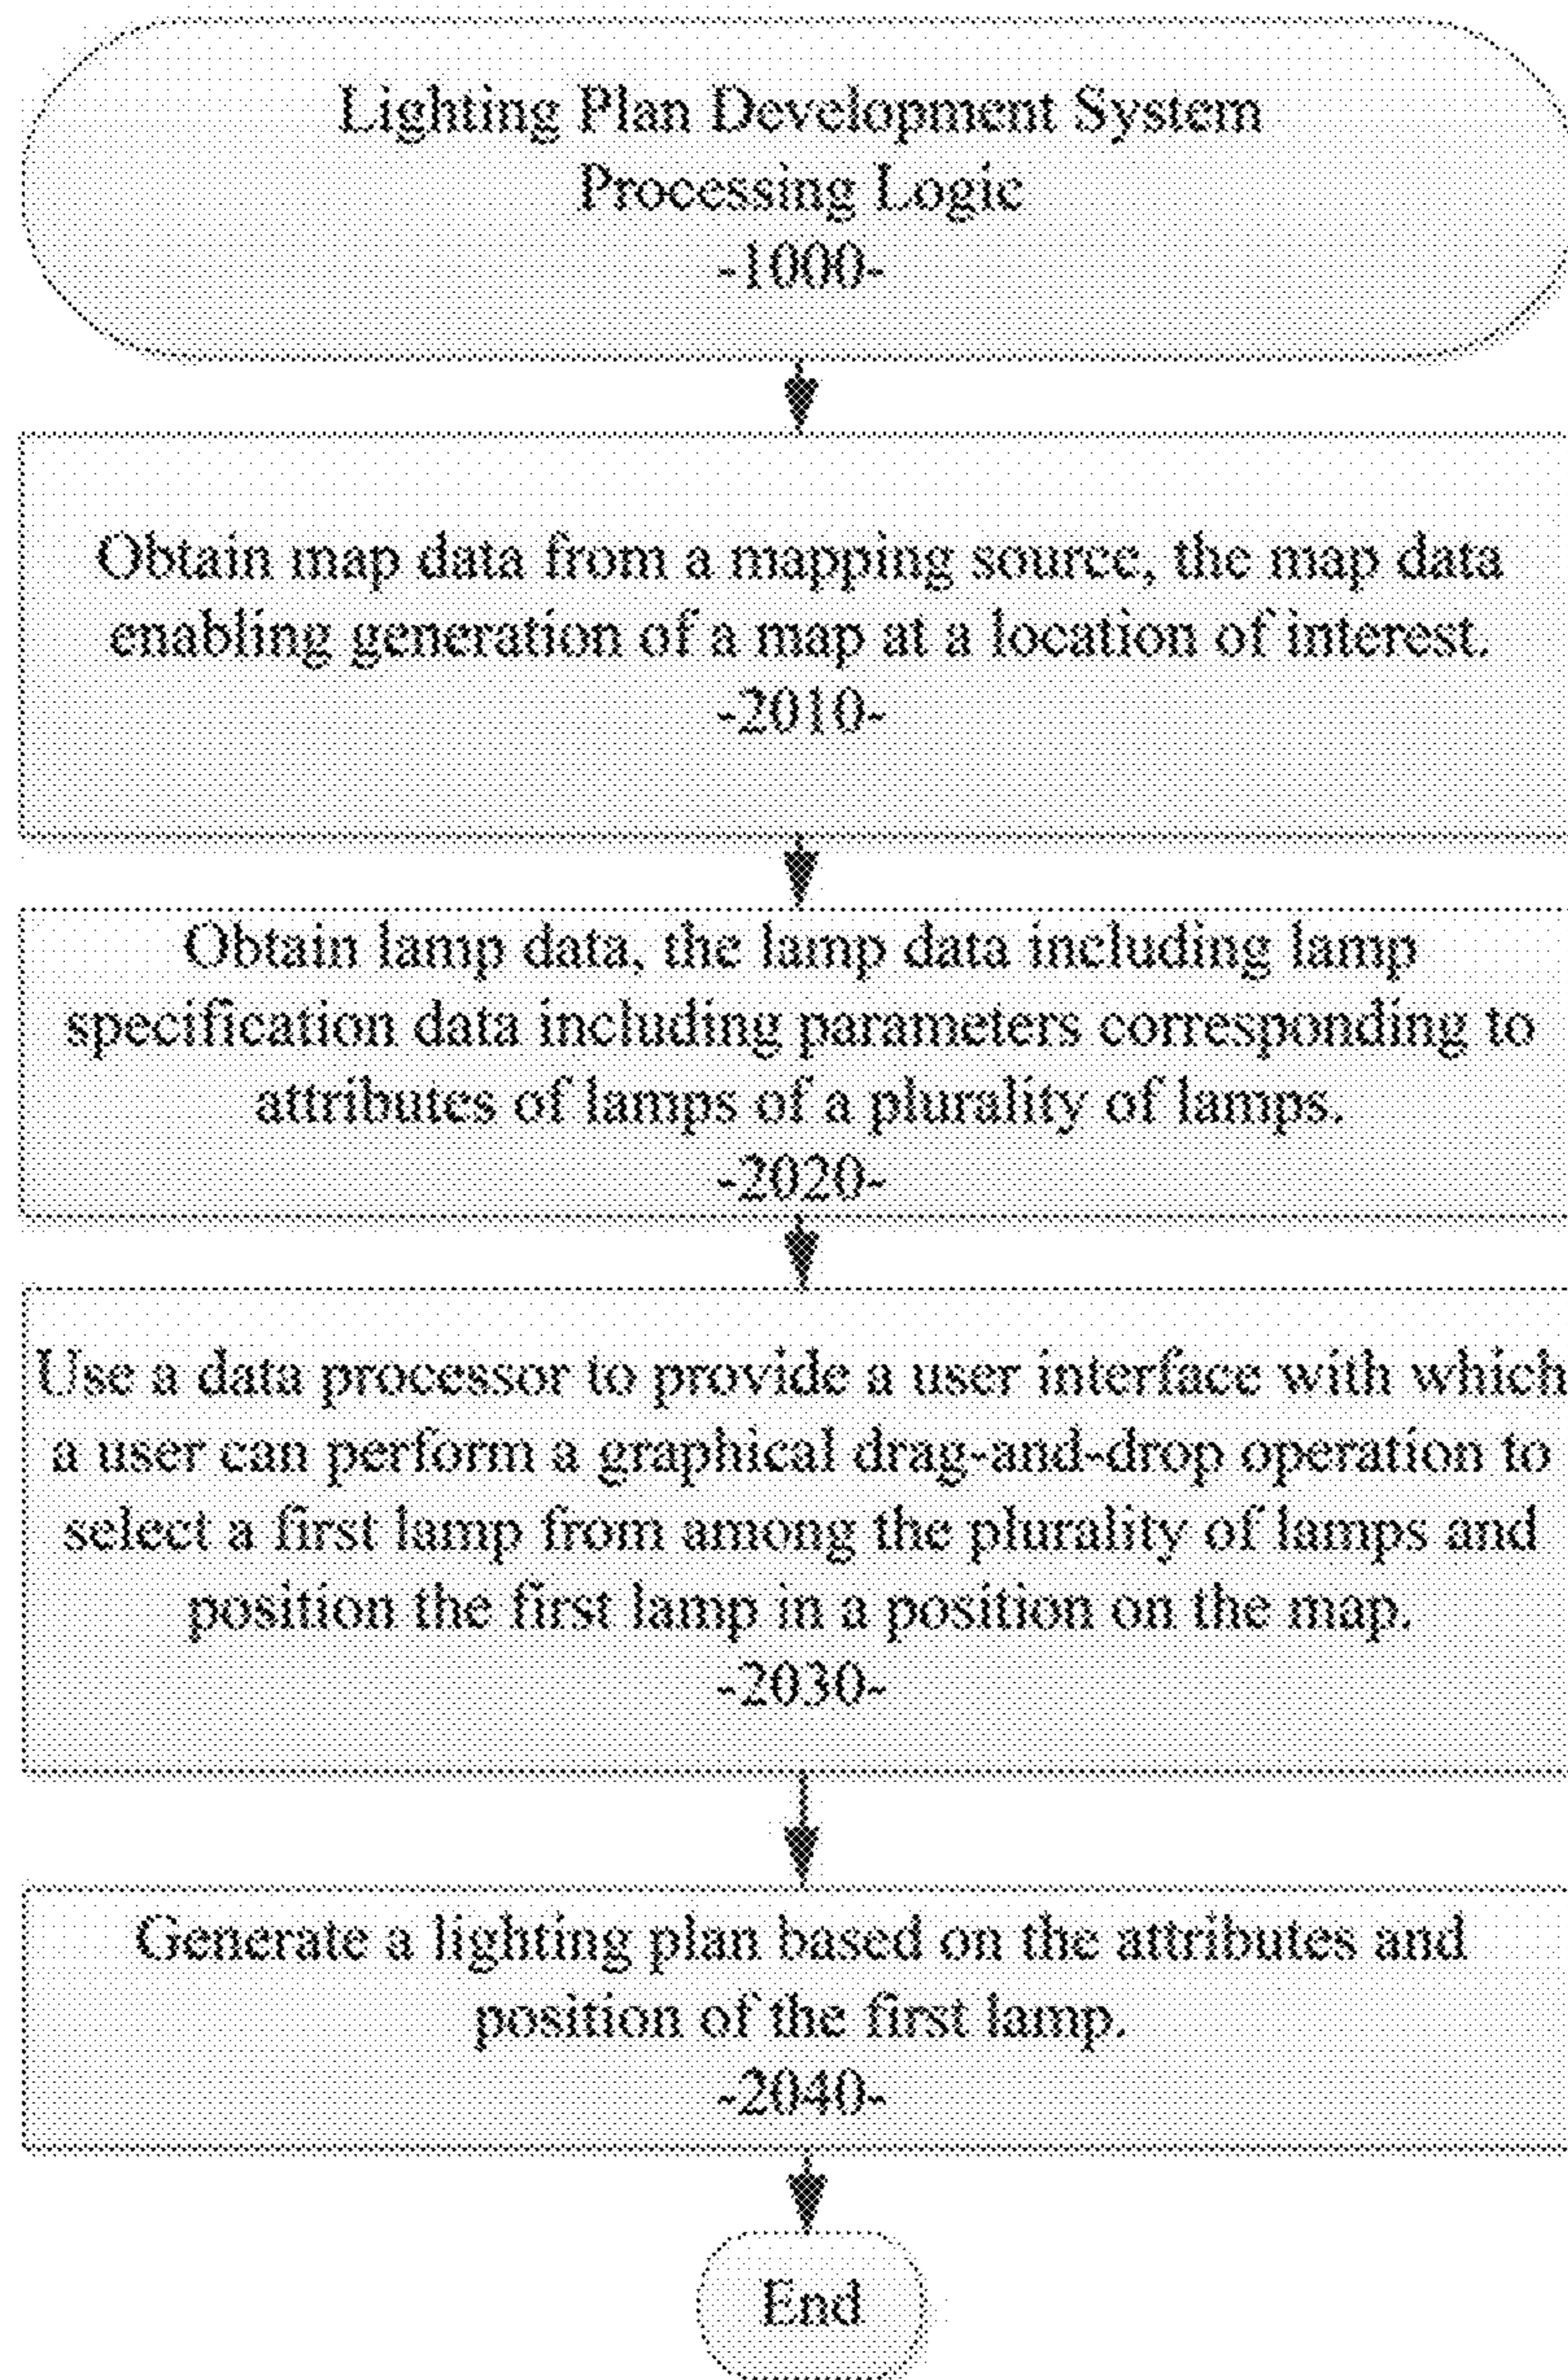 Lighting Plan Development System
Processing Logic
-1000-
Obtain map data from a mapping source, the map data
enabling generation of a map at a location of interest.
-2010-
Obtain lamp data, the lamp data including lamp
specification data including parameters corresponding to
attributes of lamps of a plurality of lamps.
-2020-
Use a data processor to provide a user interface with which
a user can perform a graphical drag-and-drop operation to
select a first lamp from among the plurality of lamps and
position the first lamp in a position on the map.
-2030-
Generate a lighting plan based on the attributes and
position of the first lamp.
-2040-
End